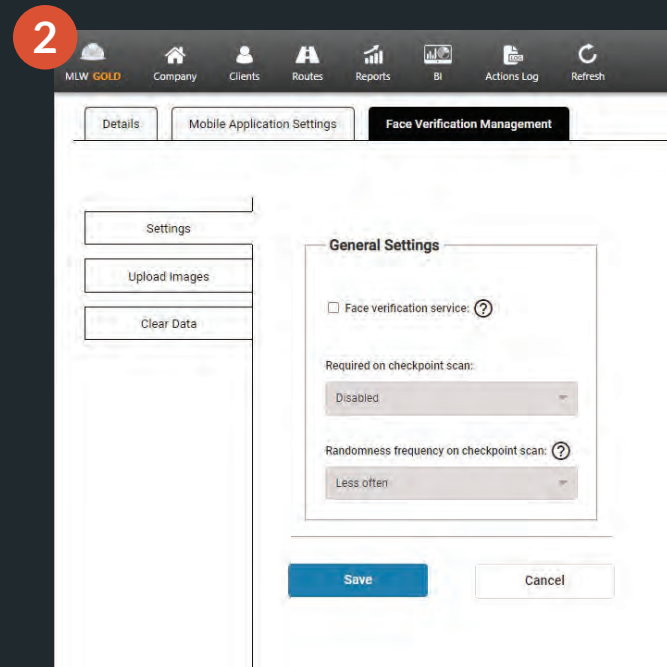 2
MLW GOLD Company Clients Routes Reports BI Actions Log Refresh
Details Mobile Application Settings Face Verification Management
Settings
Upload Images
Clear Data
General Settings
Face verification service: ?
Required on checkpoint scan:
Disabled
Randomness frequency on checkpoint scan: ?
Less often
Save Cancel